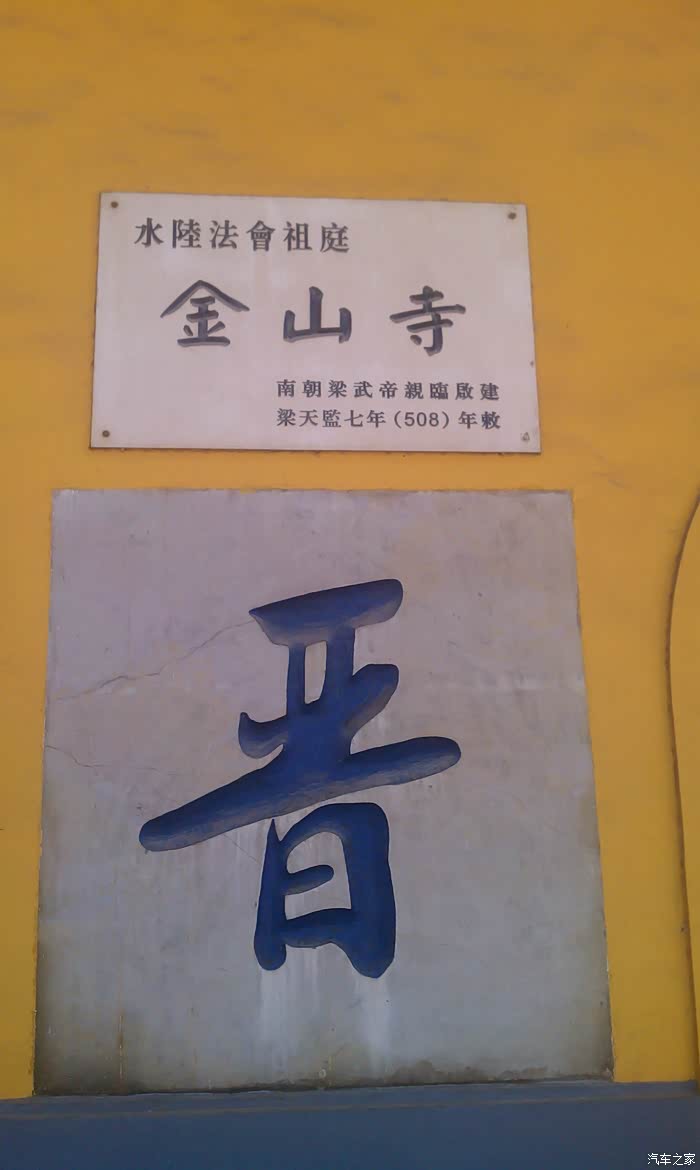 水陸法會祖庭
金山寺
南朝梁武帝親臨啟建
梁天監七年(508)年敕
晋
汽车之家